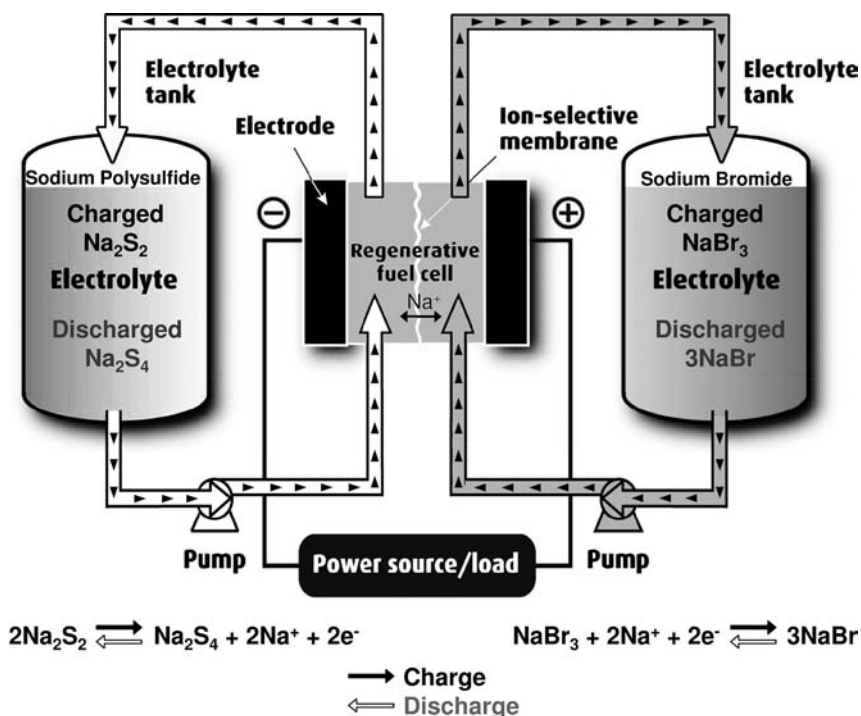 Electrolyte
tank
Electrode
Ion-selective
membrane
Electrolyte
tank
Sodium Polysulfide
Charged
Na₂S₂
Electrolyte
Discharged
Na₂S₄
⊖
Regenerative
fuel cell
Na⁺
⊕
Sodium Bromide
Charged
NaBr₃
Electrolyte
Discharged
3NaBr
Pump
Power source/load
Pump
2Na₂S₂ ⇌ Na₂S₄ + 2Na⁺ + 2e⁻
NaBr₃ + 2Na⁺ + 2e⁻ ⇌ 3NaBr
→ Charge
⇐ Discharge